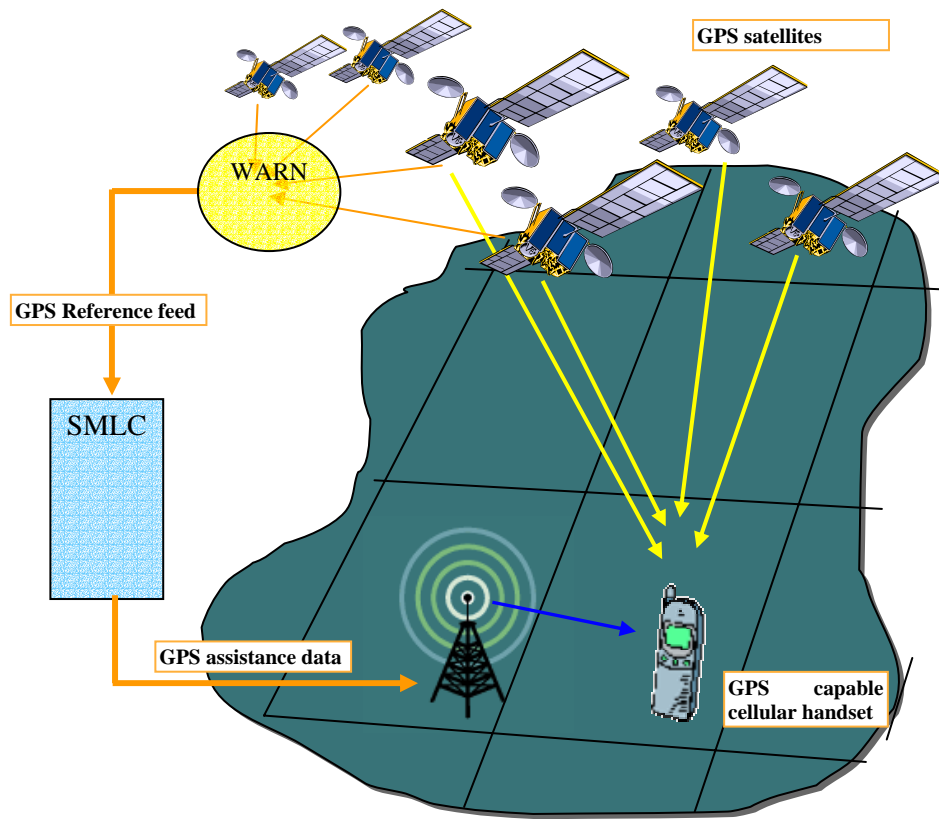 GPS satellites
WARN
GPS Reference feed
SMLC
GPS assistance data
GPS capable
cellular handset